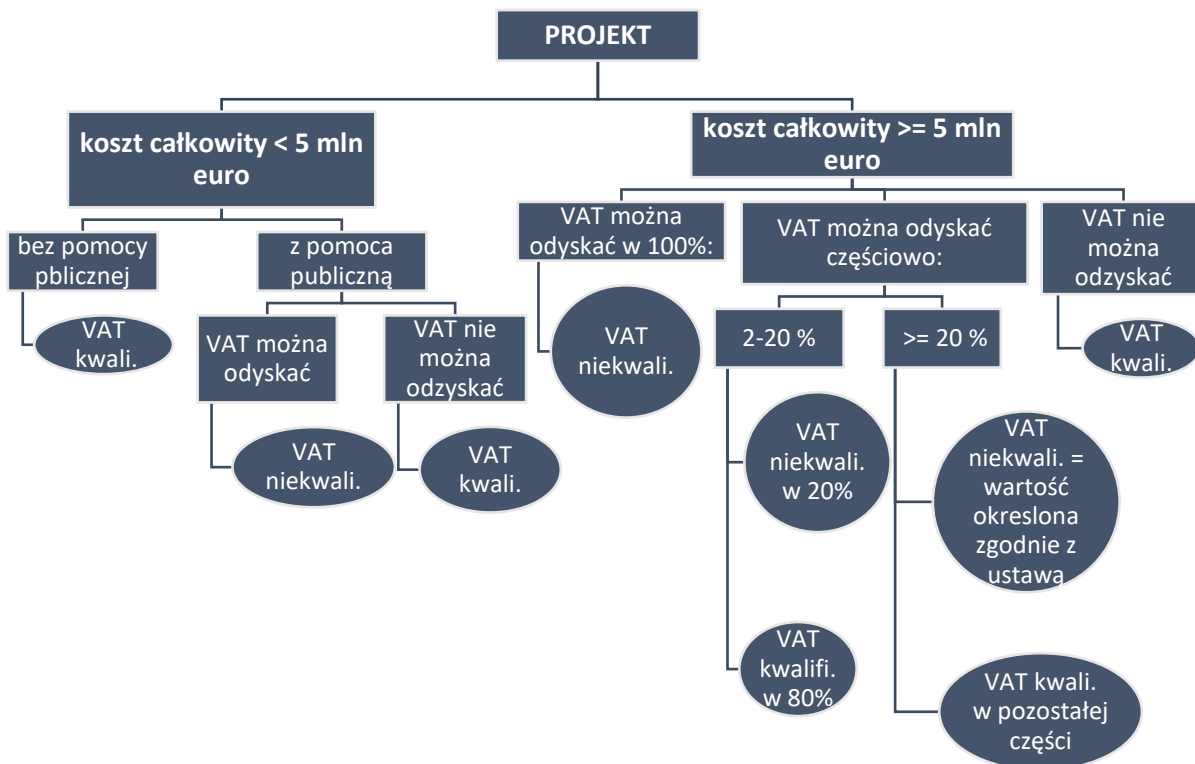 PROJEKT
koszt całkowity < 5 mln
euro
koszt całkowity >= 5 mln
euro
bez pomocy
pblicznej
VAT
kwali.
z pomoca
publiczną
VAT można
odyskać
VAT
niekwali.
VAT nie
można
odzyskać
VAT
kwali.
VAT można
odyskać w 100%:
VAT
niekwali.
VAT można odyskać
częściowo:
2-20 %
VAT
niekwali.
w 20%
VAT
kwalifi.
w 80%
>= 20 %
VAT
niekwali. =
wartość
okreslona
zgodnie z
ustawą
VAT kwali.
w pozostałej
części
VAT nie
można
odzyskać
VAT
kwali.